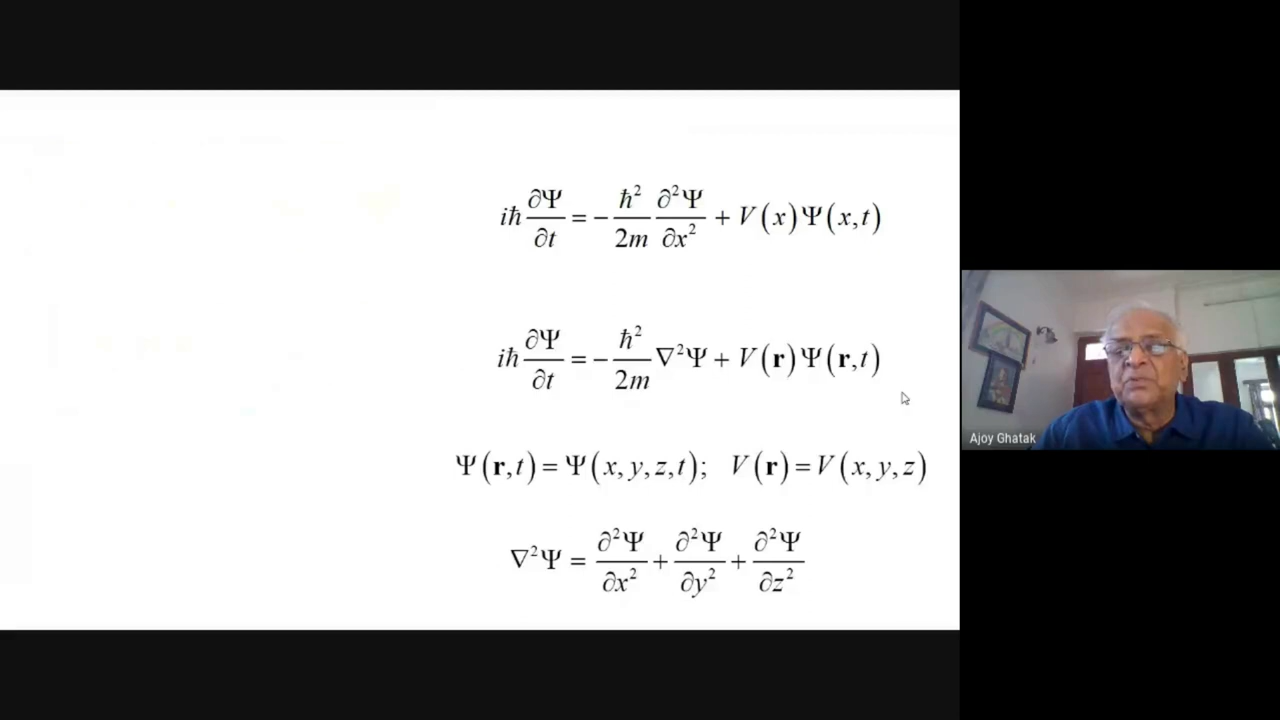 iħ ∂Ψ/∂t = − ħ²/2m ∂²Ψ/∂x² + V(x)Ψ(x,t)
iħ ∂Ψ/∂t = − ħ²/2m ∇²Ψ + V(r)Ψ(r,t)
Ψ(r,t) = Ψ(x,y,z,t); V(r) = V(x,y,z)
∇²Ψ = ∂²Ψ/∂x² + ∂²Ψ/∂y² + ∂²Ψ/∂z²
Ajoy Ghatak